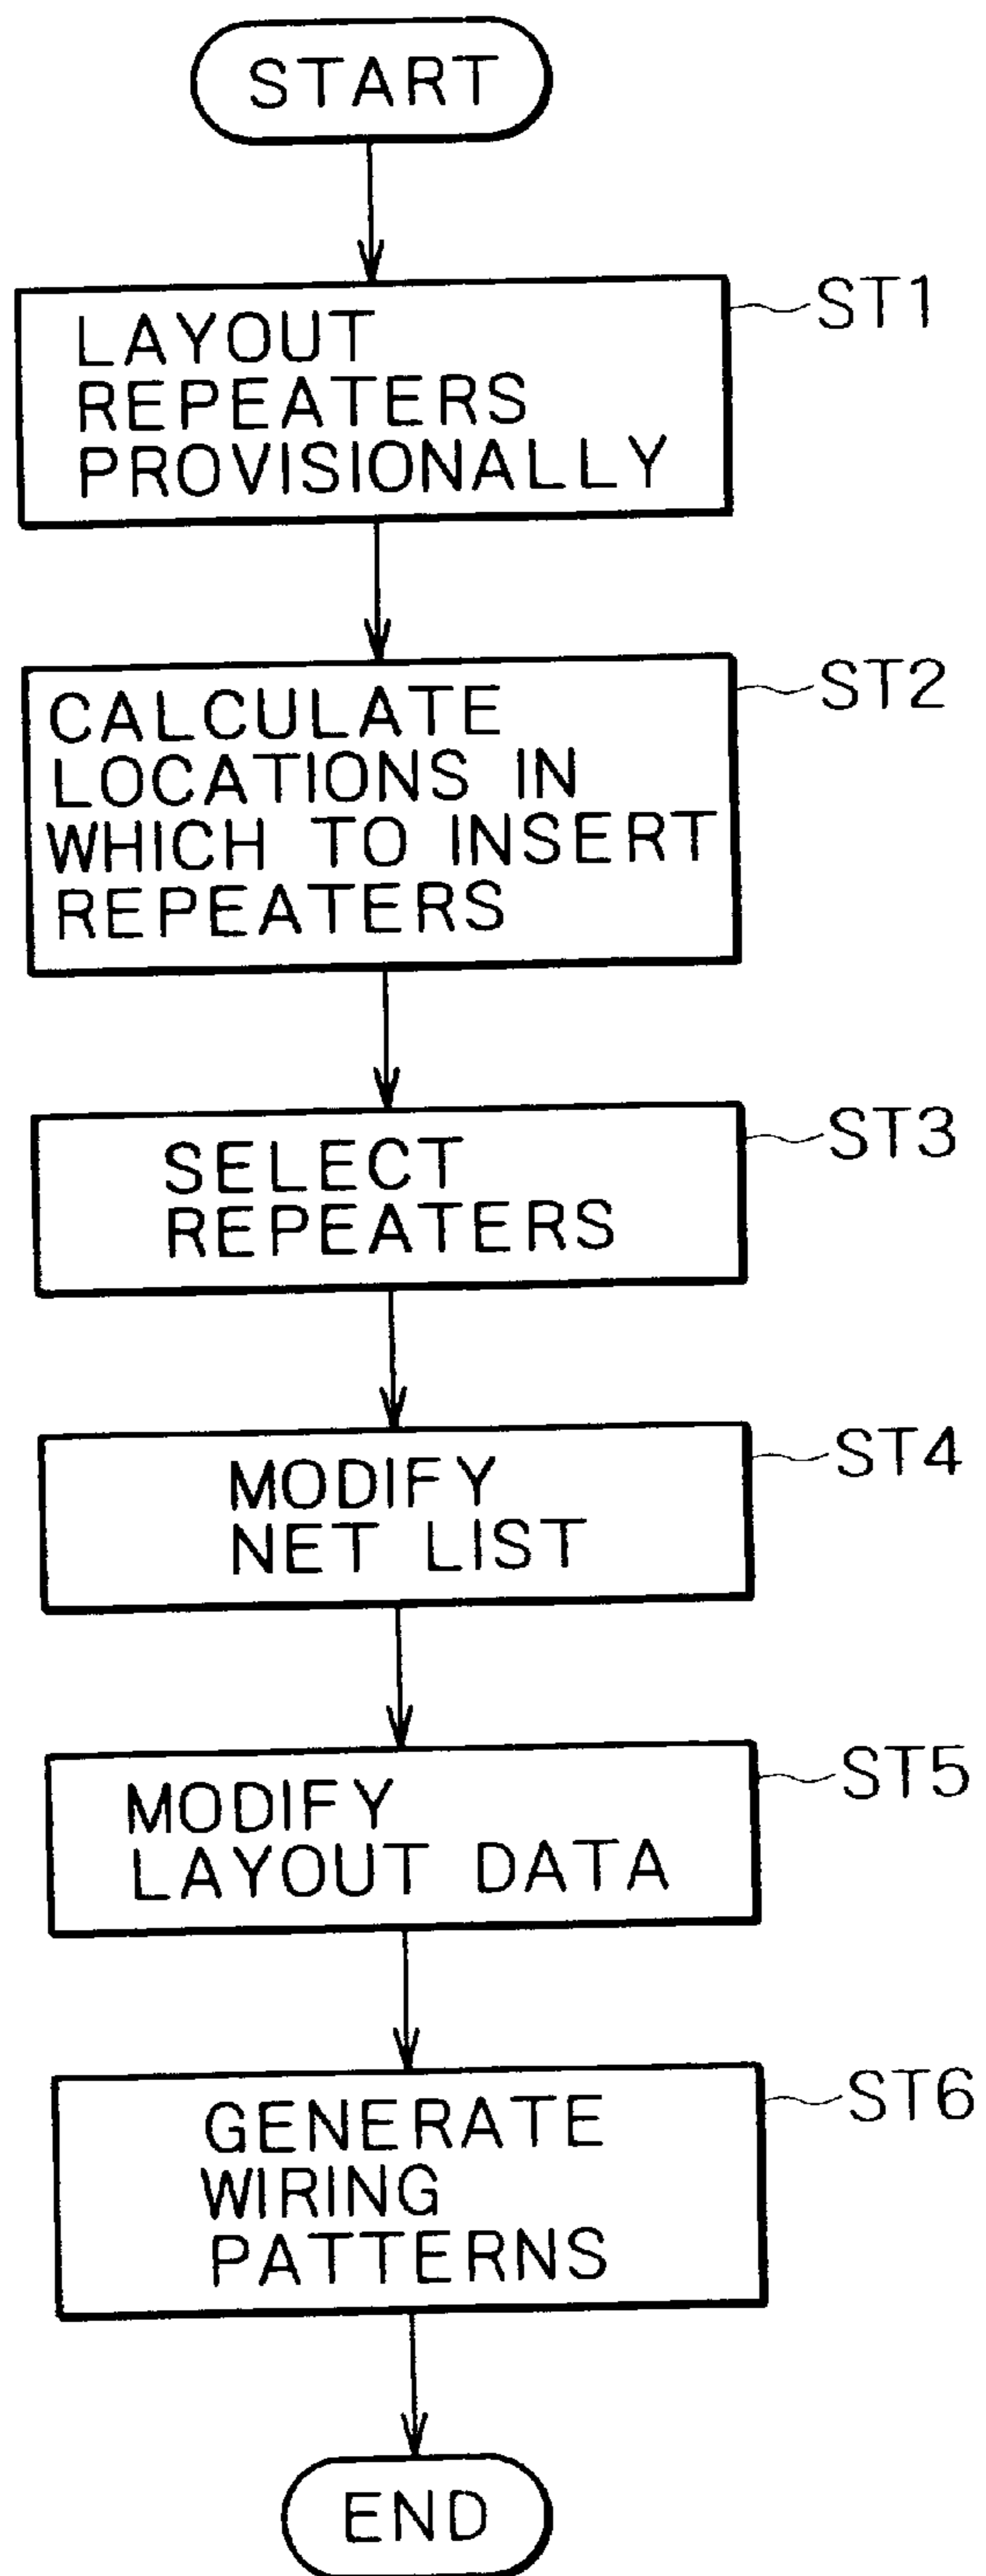 START
ST1
LAYOUT
REPEATERS
PROVISIONALLY
ST2
CALCULATE
LOCATIONS IN
WHICH TO INSERT
REPEATERS
ST3
SELECT
REPEATERS
ST4
MODIFY
NET LIST
ST5
MODIFY
LAYOUT DATA
ST6
GENERATE
WIRING
PATTERNS
END